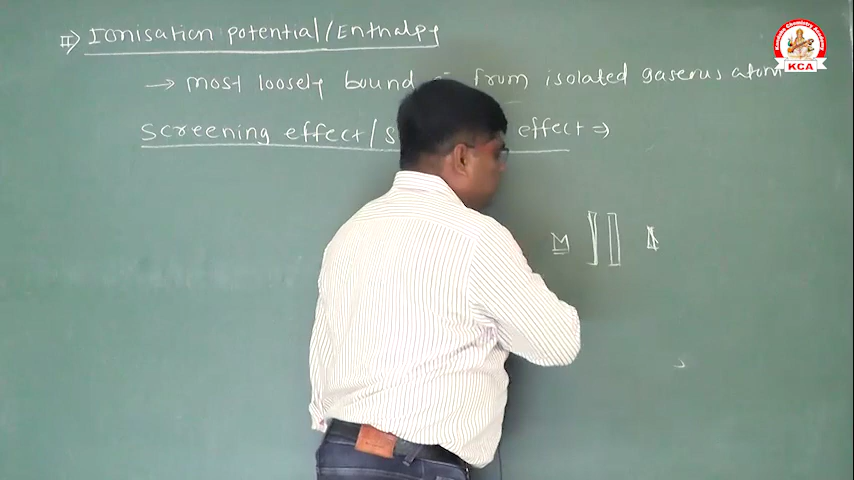 II) Ionisation potential/Enthalpy
→ most loosely bound e⁻ from isolated gaseous atom
Screening effect/s effect ⇒
M
KCA